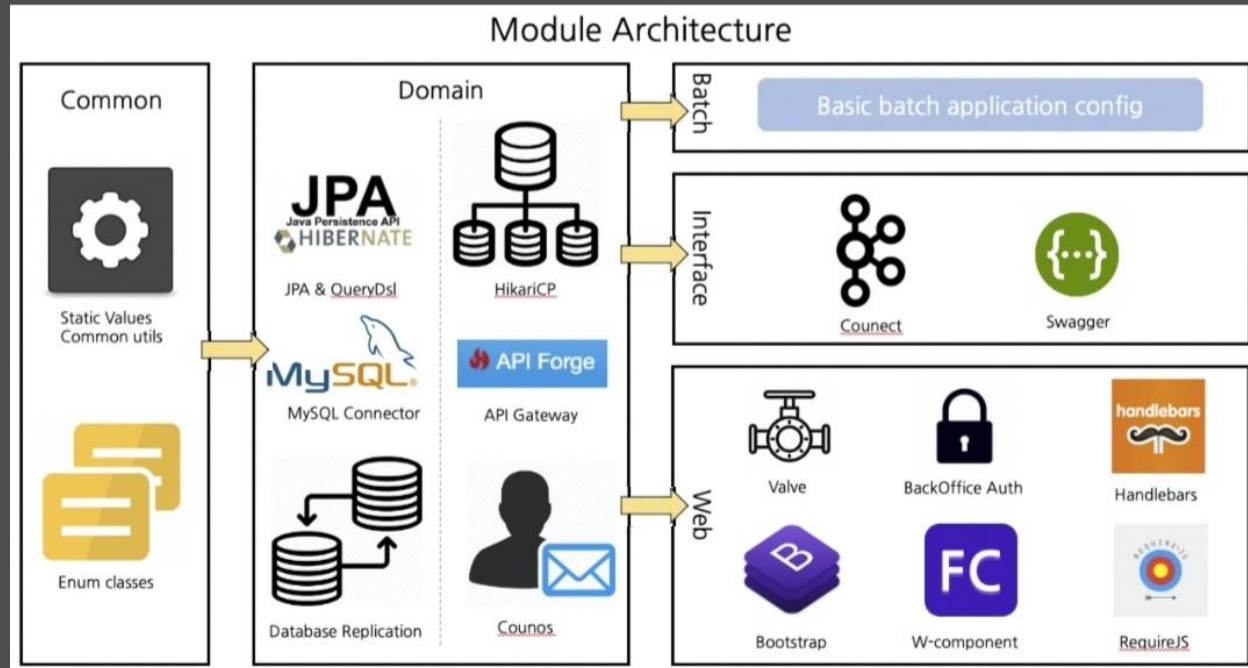 Module Architecture
Common
Static Values
Common utils
Enum classes
Domain
JPA
Java Persistence API
HIBERNATE
JPA & QueryDsl
HikariCP
MySQL®
MySQL Connector
API Forge
API Gateway
Database Replication
Counos
Batch
Basic batch application config
Interface
Counect
{···}
Swagger
Web
Valve
BackOffice Auth
handlebars
Handlebars
B
Bootstrap
FC
W-component
REQUIRE·JS
RequireJS